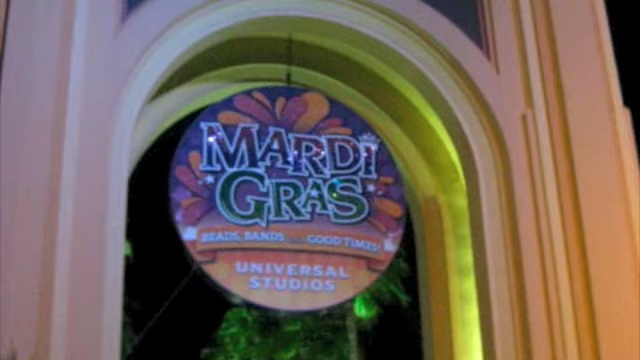 MARDI
GRAS
BEADS, BANDS, GOOD TIMES!
UNIVERSAL
STUDIOS